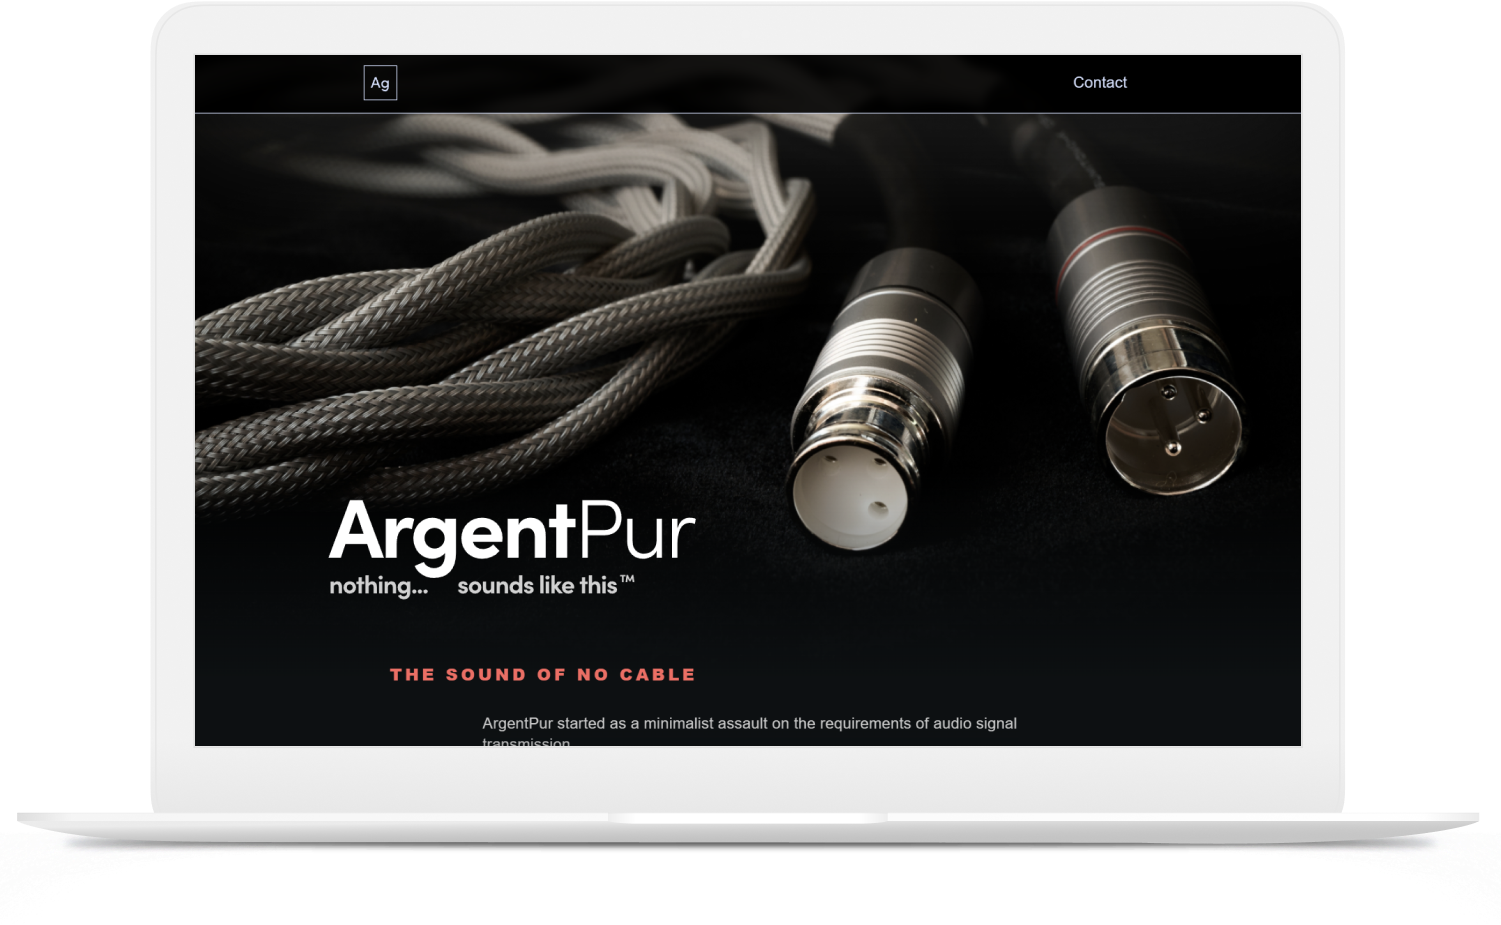 Ag
Contact
ArgentPur
nothing... sounds like this™
THE SOUND OF NO CABLE
ArgentPur started as a minimalist assault on the requirements of audio signal
transmission